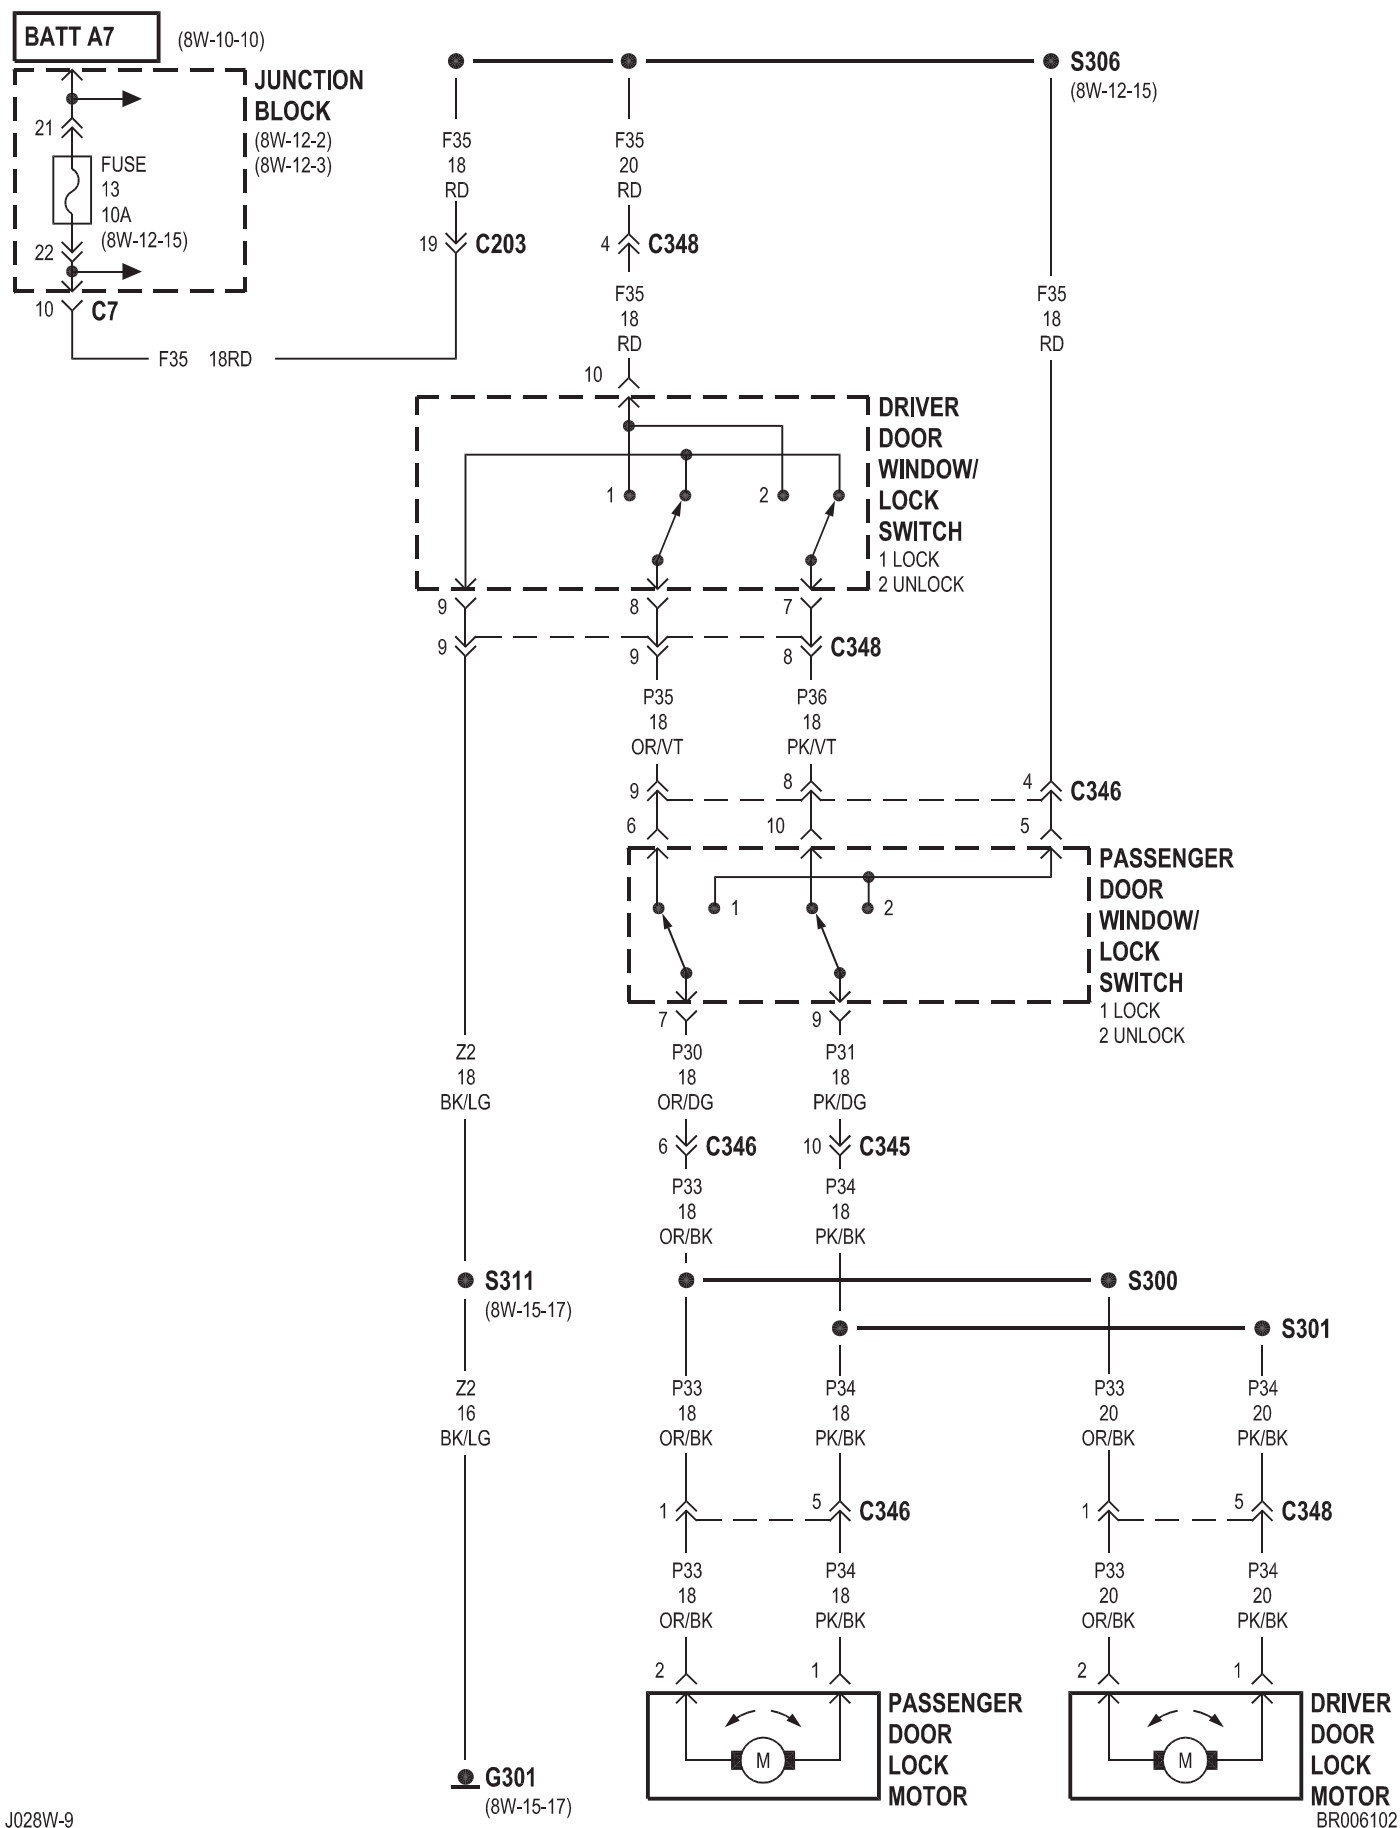 BATT A7
(8W-10-10)
JUNCTION
BLOCK
(8W-12-2)
(8W-12-3)
21
FUSE
13
10A
(8W-12-15)
22
10
C7
F35 18RD
S306
(8W-12-15)
F35
18
RD
F35
20
RD
19
C203
4
C348
F35
18
RD
F35
18
RD
10
DRIVER
DOOR
WINDOW/
LOCK
SWITCH
1 LOCK
2 UNLOCK
1
2
9
8
7
9
9
8
C348
P35
18
OR/VT
P36
18
PK/VT
9
8
4
C346
6
10
5
PASSENGER
DOOR
WINDOW/
LOCK
SWITCH
1 LOCK
2 UNLOCK
1
2
7
9
Z2
18
BK/LG
P30
18
OR/DG
P31
18
PK/DG
6
C346
10
C345
P33
18
OR/BK
P34
18
PK/BK
S311
(8W-15-17)
S300
S301
Z2
16
BK/LG
P33
18
OR/BK
P34
18
PK/BK
P33
20
OR/BK
P34
20
PK/BK
1
5
C346
1
5
C348
P33
18
OR/BK
P34
18
PK/BK
P33
20
OR/BK
P34
20
PK/BK
2
1
2
1
M
PASSENGER
DOOR
LOCK
MOTOR
M
DRIVER
DOOR
LOCK
MOTOR
G301
(8W-15-17)
J028W-9
BR006102